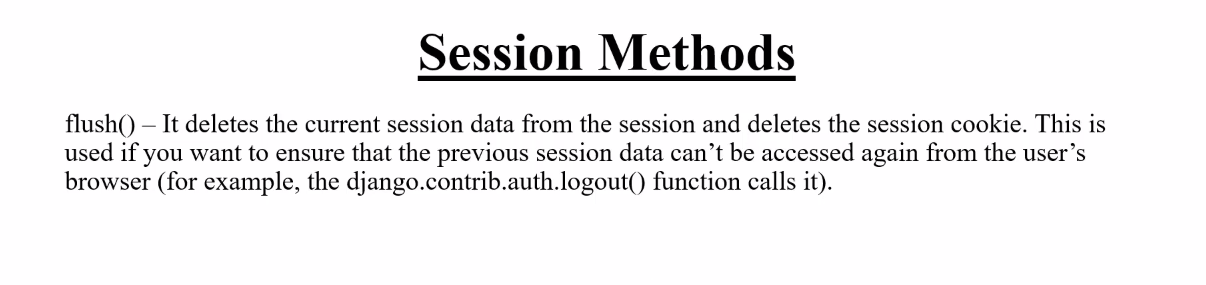 Session Methods
flush() – It deletes the current session data from the session and deletes the session cookie. This is
used if you want to ensure that the previous session data can’t be accessed again from the user’s
browser (for example, the django.contrib.auth.logout() function calls it).